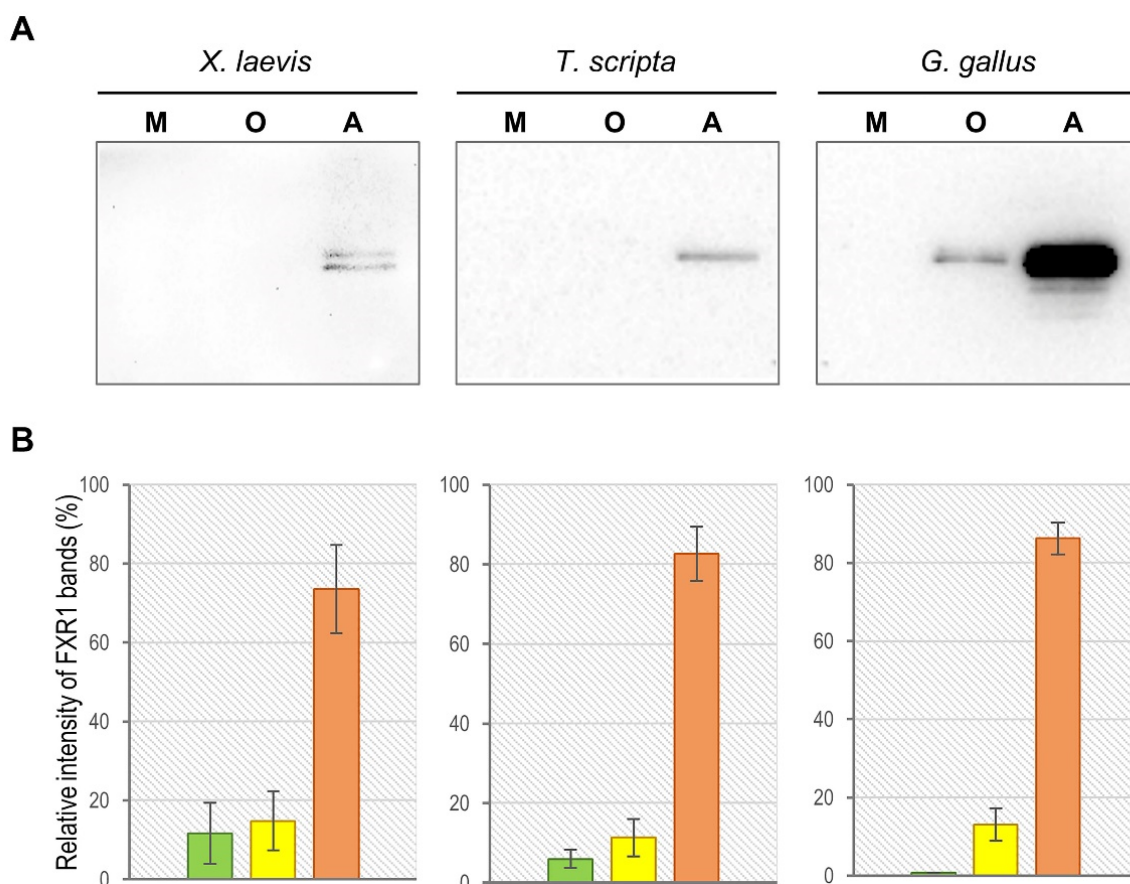 A
X. laevis T. scripta G. gallus
M O A M O A M O A
B
Relative intensity of FXR1 bands (%)
100 100 100
80 80 80
60 60 60
40 40 40
20 20 20
0 0 0